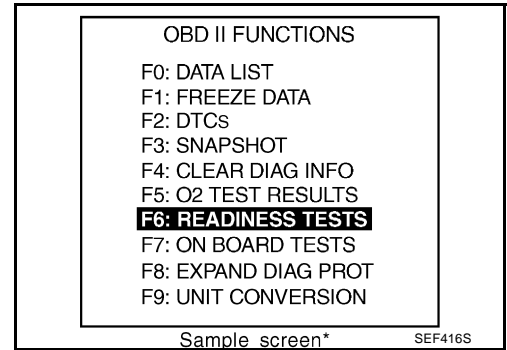 OBD II FUNCTIONS
F0: DATA LIST
F1: FREEZE DATA
F2: DTCs
F3: SNAPSHOT
F4: CLEAR DIAG INFO
F5: O2 TEST RESULTS
F6: READINESS TESTS
F7: ON BOARD TESTS
F8: EXPAND DIAG PROT
F9: UNIT CONVERSION
Sample screen*
SEF416S